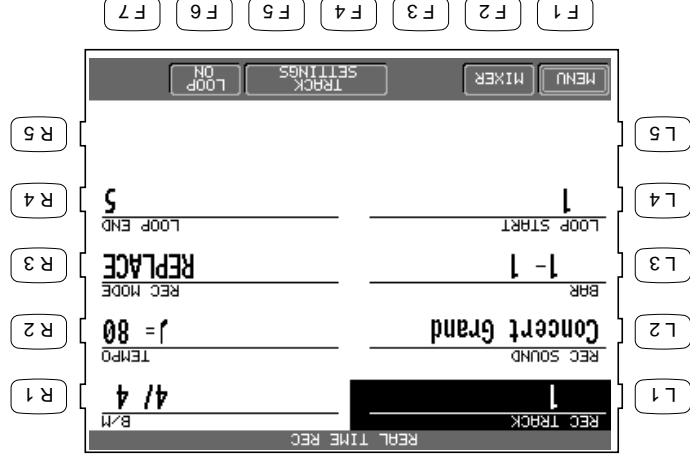 REAL TIME REC
L1 REC TRACK B/M R1
1 4/ 4
L2 REC SOUND TEMPO R2
Concert Grand ♩= 80
L3 BAR REC MODE R3
1- 1 REPLACE
L4 LOOP START LOOP END R4
1 5
L5 R5
MENU MIXER TRACK SETTINGS LOOP ON
F1 F2 F3 F4 F5 F6 F7